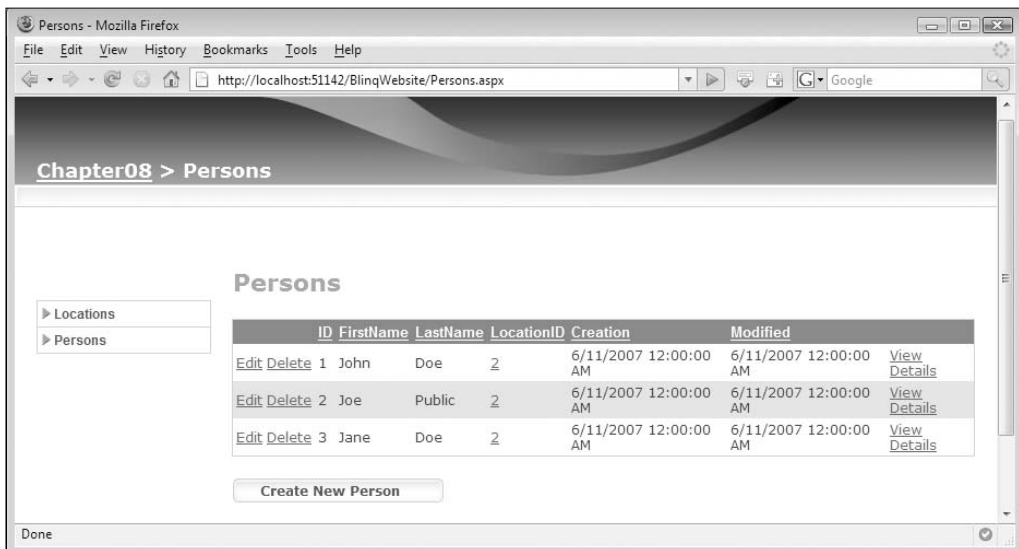 Persons - Mozilla Firefox
File Edit View History Bookmarks Tools Help
http://localhost:51142/BlinqWebsite/Persons.aspx
G Google
Chapter08 > Persons
Persons
Locations
Persons
ID FirstName LastName LocationID Creation Modified
Edit Delete 1 John Doe 2 6/11/2007 12:00:00 AM 6/11/2007 12:00:00 AM View Details
Edit Delete 2 Joe Public 2 6/11/2007 12:00:00 AM 6/11/2007 12:00:00 AM View Details
Edit Delete 3 Jane Doe 2 6/11/2007 12:00:00 AM 6/11/2007 12:00:00 AM View Details
Create New Person
Done